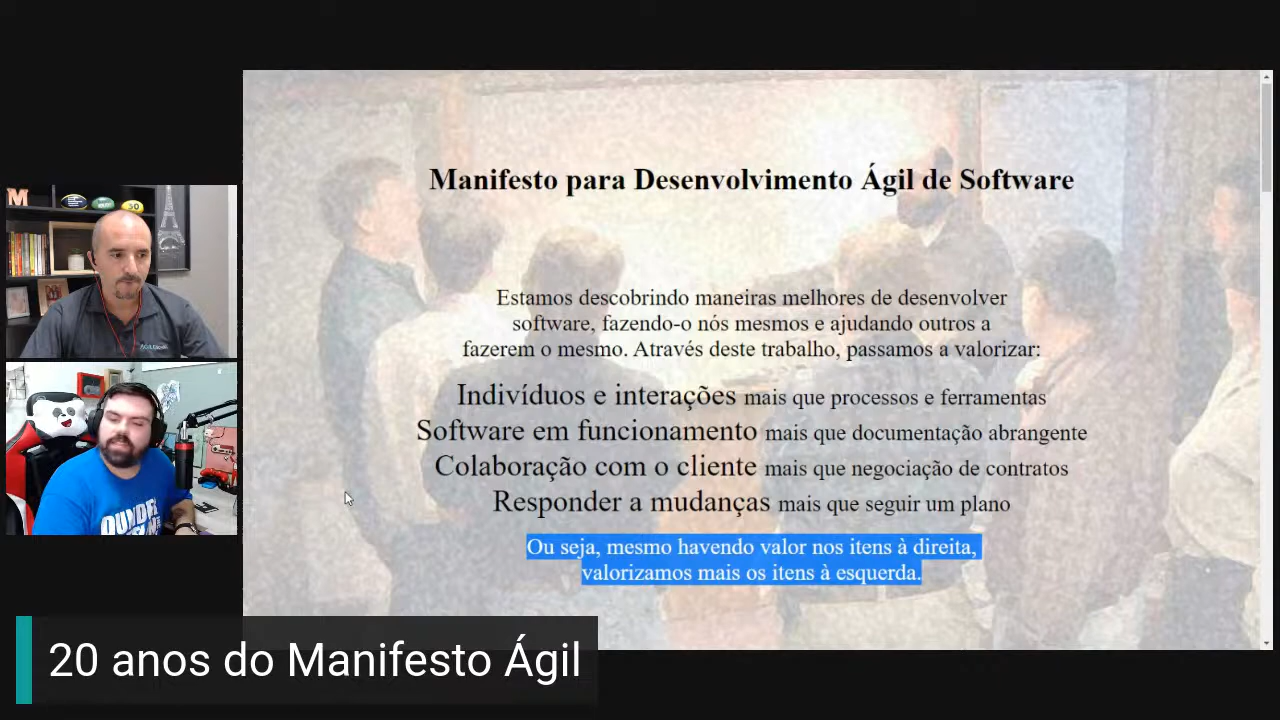 Manifesto para Desenvolvimento Ágil de Software
Estamos descobrindo maneiras melhores de desenvolver
software, fazendo-o nós mesmos e ajudando outros a
fazerem o mesmo. Através deste trabalho, passamos a valorizar:
Indivíduos e interações mais que processos e ferramentas
Software em funcionamento mais que documentação abrangente
Colaboração com o cliente mais que negociação de contratos
Responder a mudanças mais que seguir um plano
Ou seja, mesmo havendo valor nos itens à direita,
valorizamos mais os itens à esquerda.
M
20 anos do Manifesto Ágil